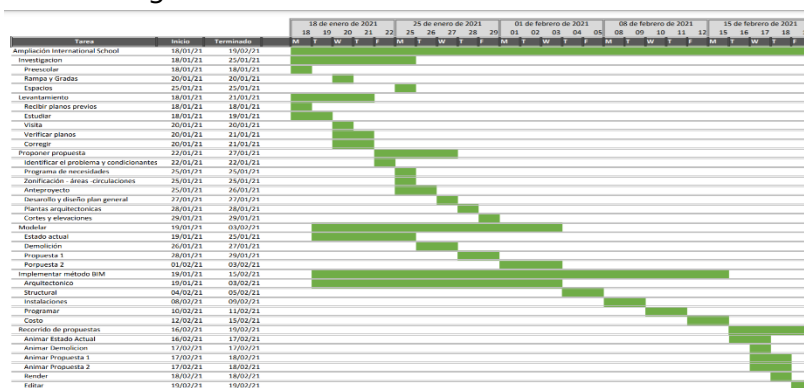 18 de enero de 2021 25 de enero de 2021 01 de febrero de 2021 08 de febrero de 2021 15 de febrero de 2021
18 19 20 21 22 25 26 27 28 29 01 02 03 04 05 08 09 10 11 12 15 16 17 18
Tarea Inicio Terminado M T W T F M T W T F M T W T F M T W T F M T W T F
Ampliación International School 18/01/21 19/02/21
Investigacion 18/01/21 25/01/21
Preescolar 18/01/21 18/01/21
Rampa y Gradas 20/01/21 20/01/21
Espacios 25/01/21 25/01/21
Levantamiento 18/01/21 21/01/21
Recibir planos previos 18/01/21 18/01/21
Estudiar 18/01/21 19/01/21
Visita 20/01/21 20/01/21
Verificar planos 20/01/21 21/01/21
Corregir 20/01/21 21/01/21
Proponer propuesta 22/01/21 27/01/21
Identificar el problema y condicionantes 22/01/21 22/01/21
Programa de necesidades 25/01/21 25/01/21
Zonificación - áreas -circulaciones 25/01/21 25/01/21
Anteproyecto 25/01/21 26/01/21
Desarollo y diseño plan general 27/01/21 27/01/21
Plantas arquitectonicas 28/01/21 28/01/21
Cortes y elevaciones 29/01/21 29/01/21
Modelar 19/01/21 03/02/21
Estado actual 19/01/21 25/01/21
Demolición 26/01/21 27/01/21
Propuesta 1 28/01/21 29/01/21
Porpuesta 2 01/02/21 03/02/21
Implementar método BIM 19/01/21 15/02/21
Arquitectonico 19/01/21 03/02/21
Structural 04/02/21 05/02/21
Instalaciones 08/02/21 09/02/21
Programar 10/02/21 11/02/21
Costo 12/02/21 15/02/21
Recorrido de propuestas 16/02/21 19/02/21
Animar Estado Actual 16/02/21 17/02/21
Animar Demolicion 17/02/21 17/02/21
Animar Propuesta 1 17/02/21 18/02/21
Animar Propuesta 2 17/02/21 18/02/21
Render 18/02/21 18/02/21
Editar 19/02/21 19/02/21